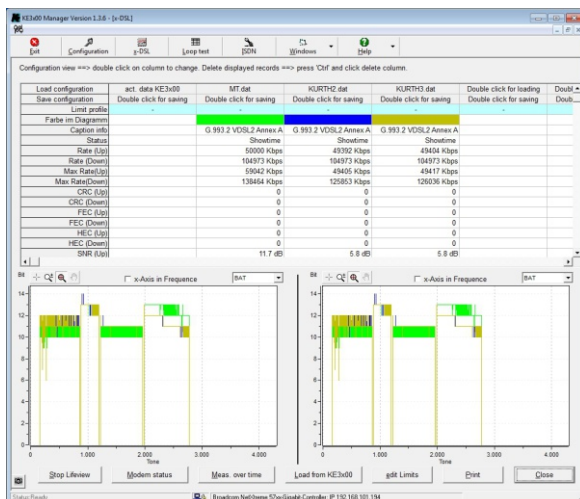 KE3x00 Manager Version 1.3.6 - [x-DSL]
Exit Configuration x-DSL Loop test ISDN Windows Help
Configuration view ==> double click on column to change. Delete displayed records ==> press 'Ctrl' and click delete column.
Load configuration act. data KE3x00 MT.dat KURTH2.dat KURTH3.dat Double click for loading
Save configuration Double click for saving Double click for saving Double click for saving Double click for saving Double click for saving
Limit profile - - - - -
Farbe im Diagramm
Caption info G.993.2 VDSL2 Annex A G.993.2 VDSL2 Annex A G.993.2 VDSL2 Annex A
Status Showtime Showtime Showtime
Rate (Up) 50000 Kbps 49392 Kbps 49404 Kbps
Rate (Down) 104973 Kbps 104973 Kbps 104973 Kbps
Max Rate(Up) 59042 Kbps 49405 Kbps 49417 Kbps
Max Rate(Down) 138464 Kbps 125853 Kbps 126036 Kbps
CRC (Up) 0 0 0
CRC (Down) 0 0 0
FEC (Up) 0 0 0
FEC (Down) 0 0 0
HEC (Up) 0 0 0
HEC (Down) 0 0 0
SNR (Up) 11.7 dB 5.8 dB 5.8 dB
Bit x-Axis in Frequence BAT Bit x-Axis in Frequence BAT
14 14
12 12
10 10
8 8
6 6
4 4
2 2
0 0
0 1.000 2.000 3.000 4.000 0 1.000 2.000 3.000 4.000
Tone Tone
Stop Lifeview Modem status Meas. over time Load from KE3x00 edit Limits Print Close
Status Ready Broadcom NetXtreme 57xx-Gigabit-Controller, IP 192.168.101.194